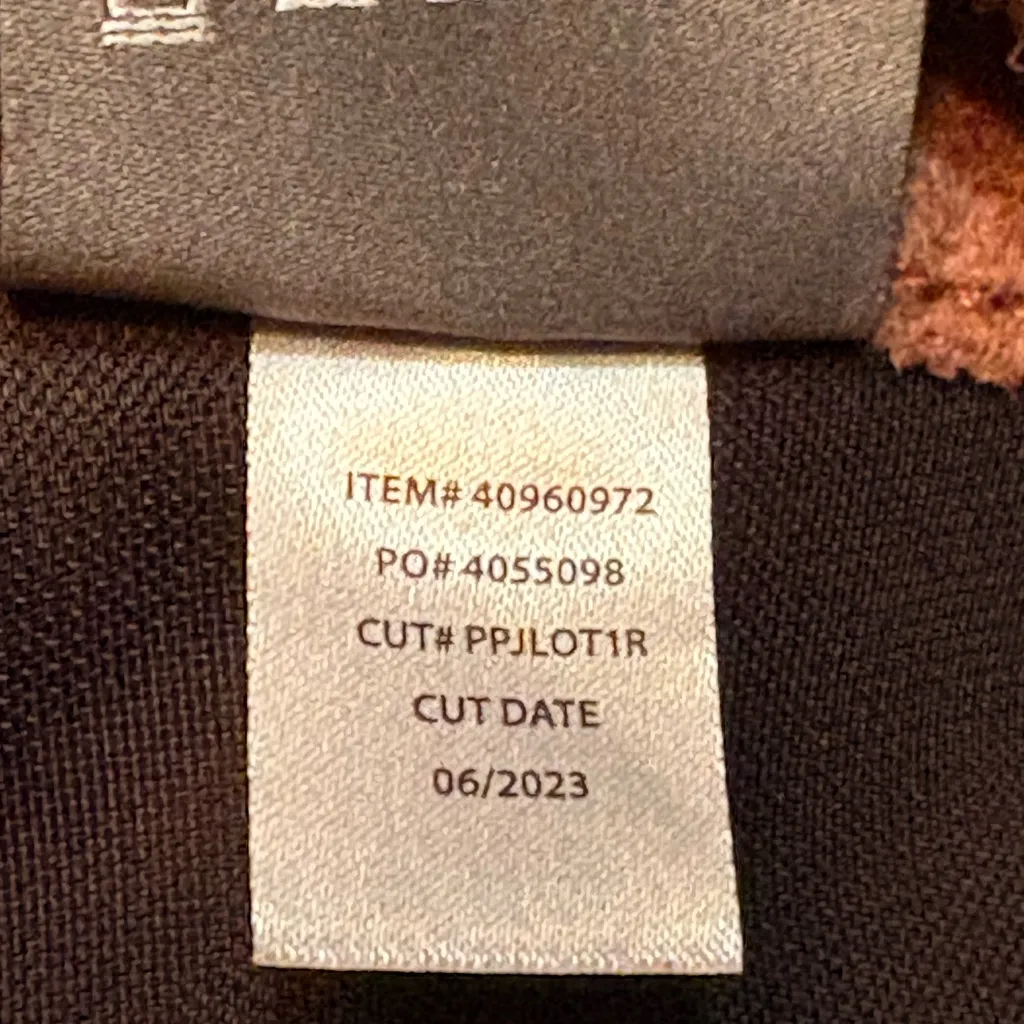 ITEM# 40960972
PO# 4055098
CUT# PPJLOT1R
CUT DATE
06/2023